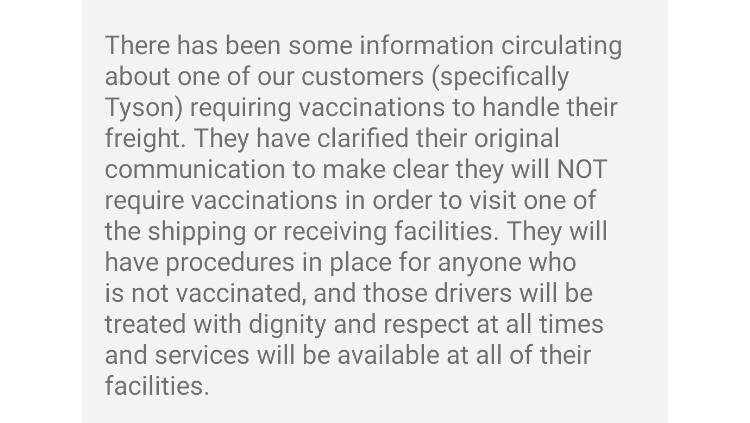 There has been some information circulating
about one of our customers (specifically
Tyson) requiring vaccinations to handle their
freight. They have clarified their original
communication to make clear they will NOT
require vaccinations in order to visit one of
the shipping or receiving facilities. They will
have procedures in place for anyone who
is not vaccinated, and those drivers will be
treated with dignity and respect at all times
and services will be available at all of their
facilities.